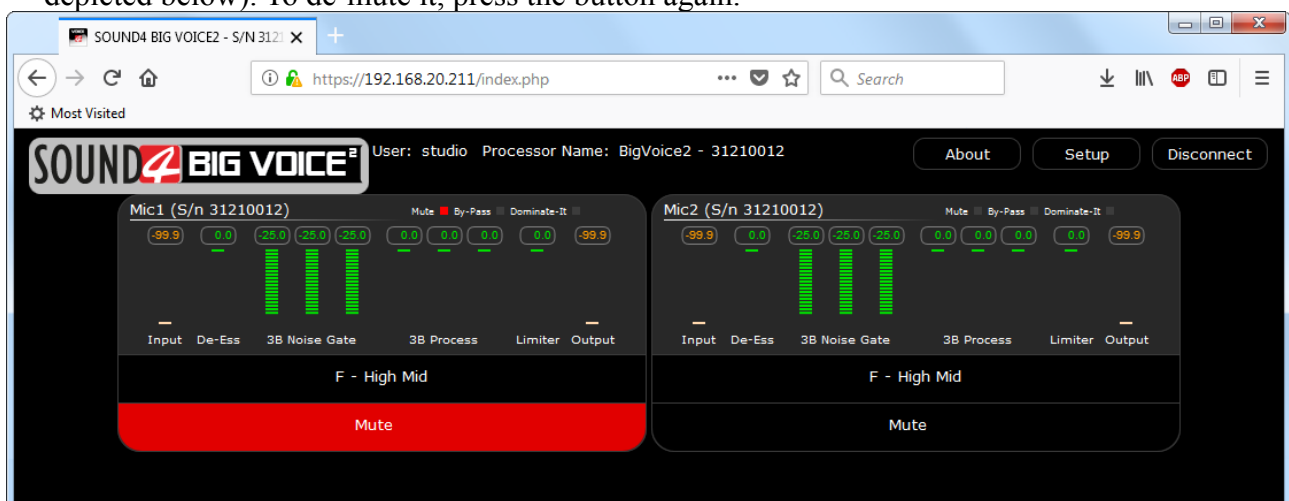 depicted below). To de-mute it, press the button again.
SOUND4 BIG VOICE2 - S/N 3121
https://192.168.20.211/index.php
Search
ABP
Most Visited
SOUND4 BIG VOICE² User: studio Processor Name: BigVoice2 - 31210012 About Setup Disconnect
Mic1 (S/n 31210012) Mute By-Pass Dominate-It
-99.9 0.0 -25.0 -25.0 -25.0 0.0 0.0 0.0 0.0 -99.9
Input De-Ess 3B Noise Gate 3B Process Limiter Output
F - High Mid
Mute
Mic2 (S/n 31210012) Mute By-Pass Dominate-It
-99.9 0.0 -25.0 -25.0 -25.0 0.0 0.0 0.0 0.0 -99.9
Input De-Ess 3B Noise Gate 3B Process Limiter Output
F - High Mid
Mute